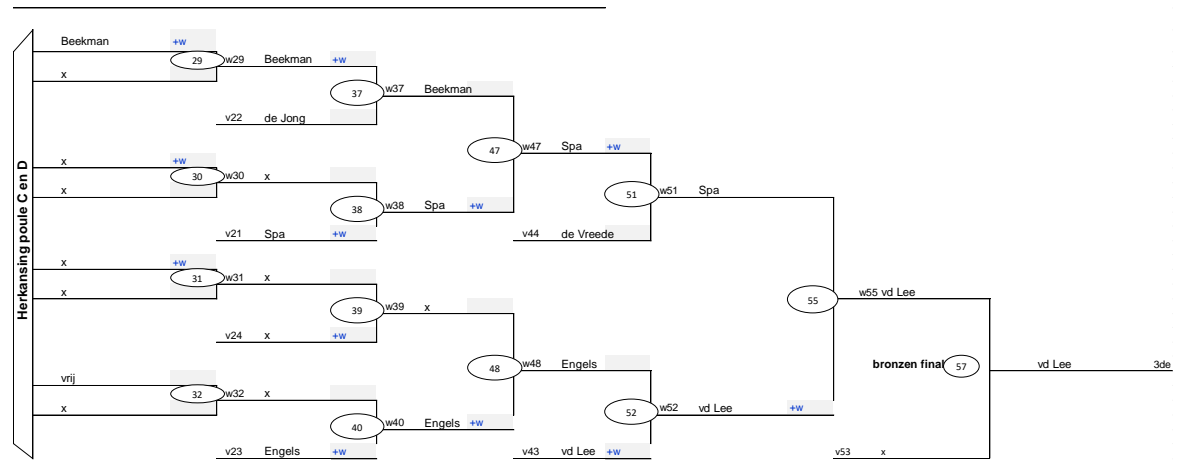 Herkansing poule C en D
Beekman +w
29 w29 Beekman +w
x
37 w37 Beekman
v22 de Jong
47 w47 Spa +w
x +w
30 w30 x
x
51 w51 Spa
38 w38 Spa +w
v21 Spa +w
v44 de Vreede
x +w
31 w31 x
x
55 w55 vd Lee
39 w39 x
v24 x +w
48 w48 Engels
bronzen final 57 vd Lee 3de
vrij
32 w32 x
x
52 w52 vd Lee +w
40 w40 Engels +w
v23 Engels +w
v43 vd Lee +w
v53 x